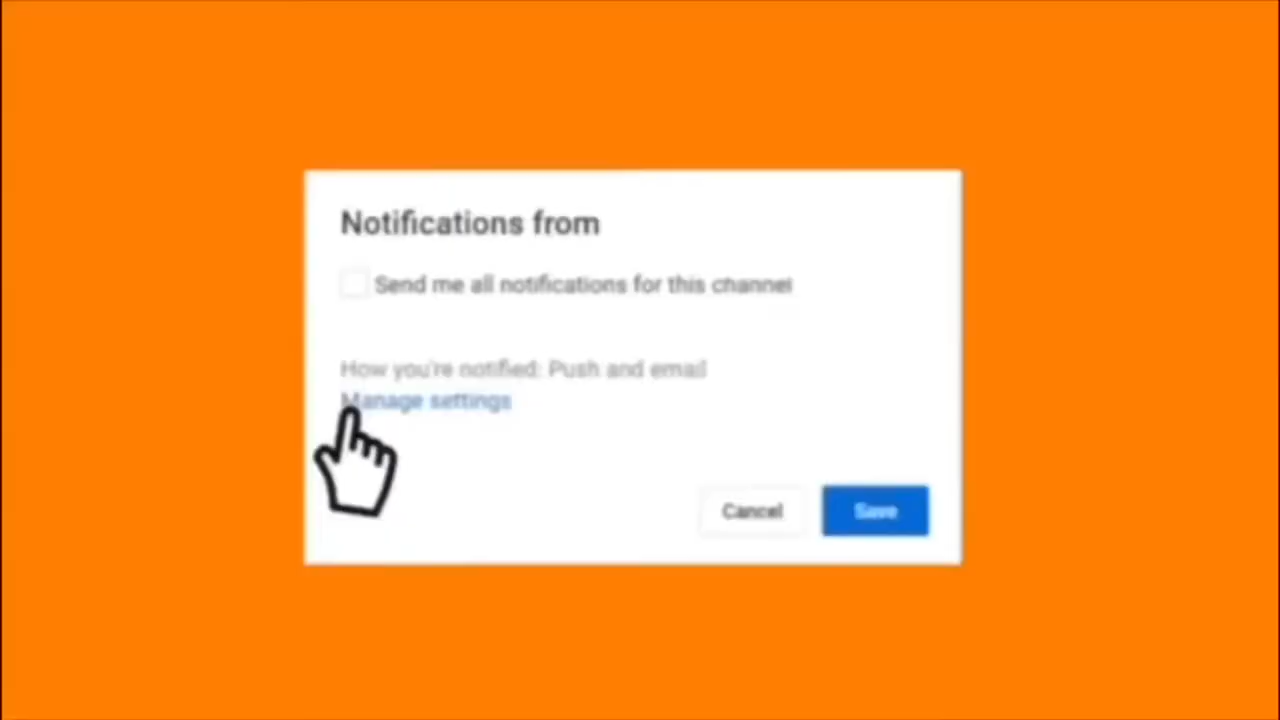 Notifications from
Send me all notifications for this channel
How you're notified: Push and email
Manage settings
Cancel
Save